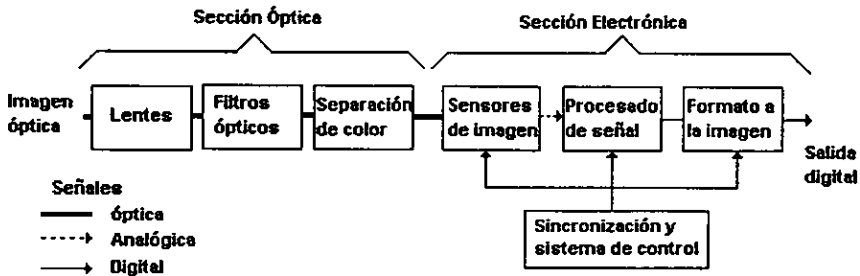 Sección Óptica
Sección Electrónica
Imagen
óptica
Lentes
Filtros
ópticos
Separación
de color
Sensores
de imagen
Procesado
de señal
Formato a
la imagen
Salida
digital
Señales
óptica
Analógica
Digital
Sincronización y
sistema de control